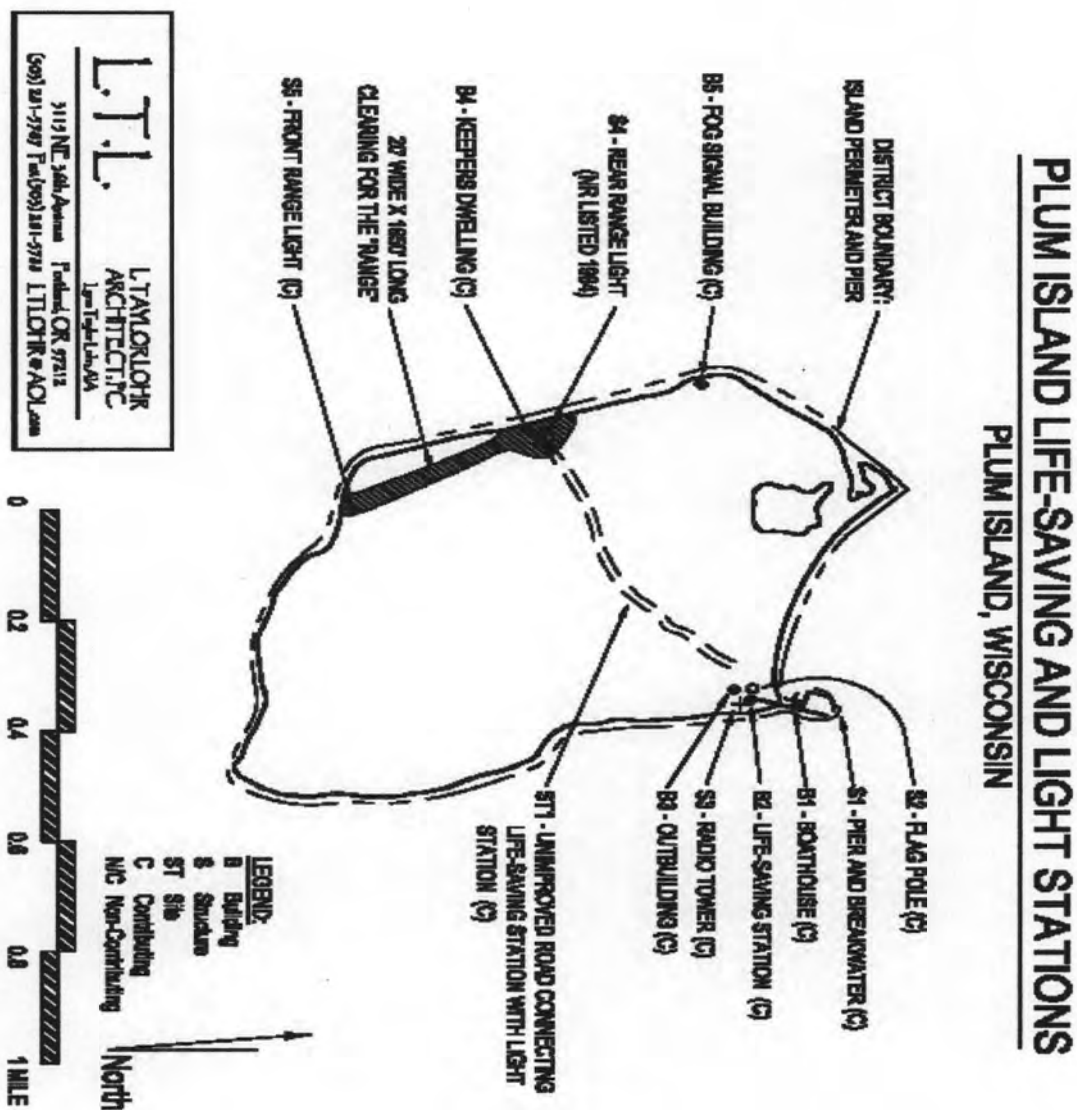 PLUM ISLAND LIFE-SAVING AND LIGHT STATIONS
PLUM ISLAND, WISCONSIN
DISTRICT BOUNDARY:
ISLAND PERIMETER AND PIER
B5 - FOG SIGNAL BUILDING (C)
S4 - REAR RANGE LIGHT
(NR LISTED 1984)
B4 - KEEPERS DWELLING (C)
20' WIDE X 1650' LONG
CLEARING FOR THE "RANGE"
S5 - FRONT RANGE LIGHT (C)
S2 - FLAG POLE (C)
S1 - PIER AND BREAKWATER (C)
B1 - BOATHOUSE (C)
B2 - LIFE-SAVING STATION (C)
S3 - RADIO TOWER (C)
B3 - OUTBUILDING (C)
ST1 - UNIMPROVED ROAD CONNECTING
LIFE-SAVING STATION WITH LIGHT
STATION (C)
LEGEND:
B Building
S Structure
ST Site
C Contributing
N/C Non-Contributing
North
L.T.L.
L TAYLOR LOHR
ARCHITECT, PC
NE 36th Avenue Portland, OR 97212
LTLOHR@AOL.com
0 0.2 0.4 0.6 0.8 1 MILE